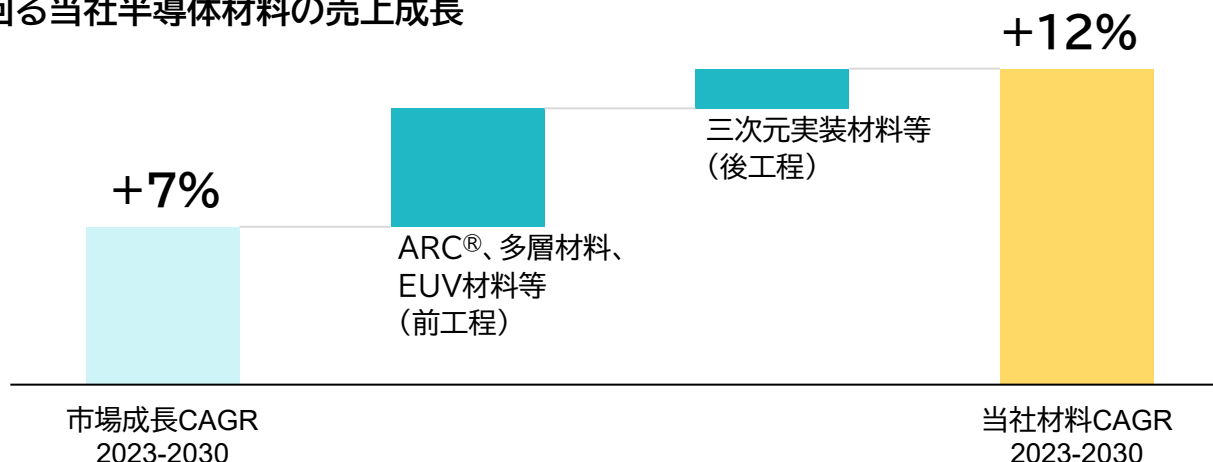 回る当社半導体材料の売上成長
+12%
三次元実装材料等
（後工程）
+7%
ARC®、多層材料、
EUV材料等
（前工程）
市場成長CAGR
2023-2030
当社材料CAGR
2023-2030